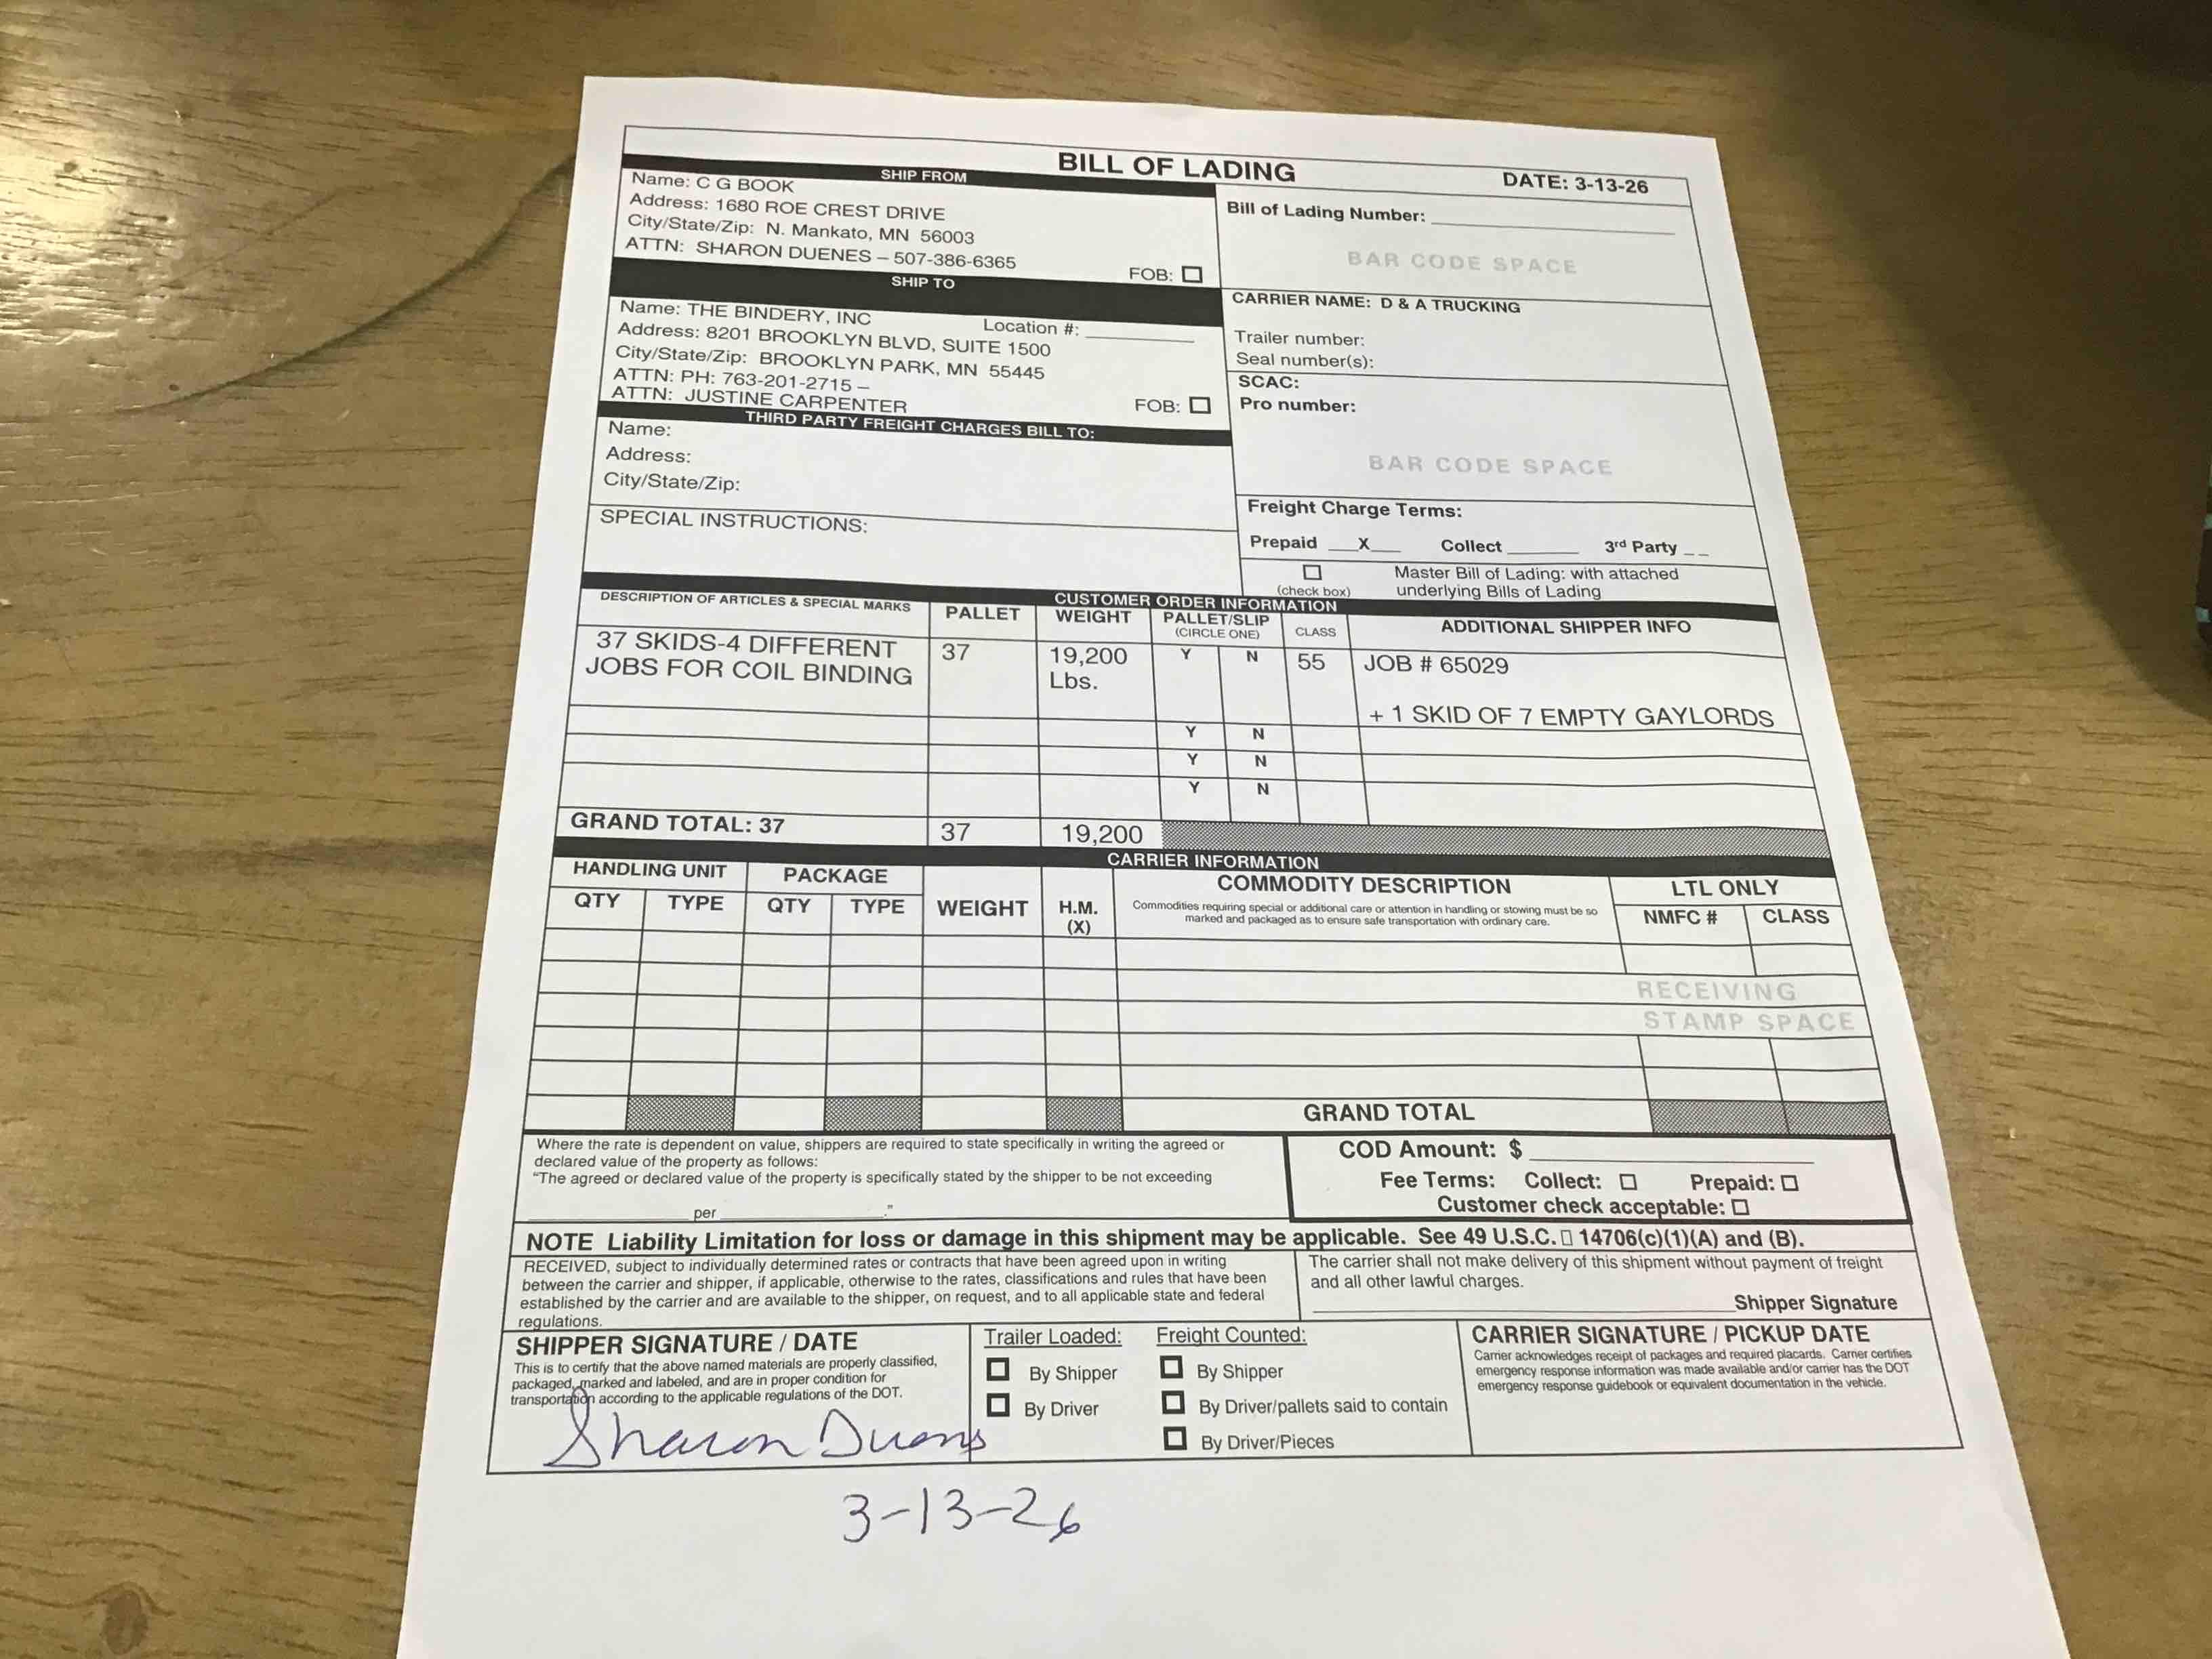 BILL OF LADING
DATE: 3-13-26
SHIP FROM
Name: C G BOOK
Address: 1680 ROE CREST DRIVE
City/State/Zip: N. Mankato, MN 56003
ATTN: SHARON DUENES – 507-386-6365
FOB: ☐
Bill of Lading Number: ____________
BAR CODE SPACE
SHIP TO
Name: THE BINDERY, INC
Location #: ____________
Address: 8201 BROOKLYN BLVD, SUITE 1500
City/State/Zip: BROOKLYN PARK, MN 55445
ATTN: PH: 763-201-2715 –
ATTN: JUSTINE CARPENTER
FOB: ☐
CARRIER NAME: D & A TRUCKING
Trailer number:
Seal number(s):
SCAC:
Pro number:
BAR CODE SPACE
THIRD PARTY FREIGHT CHARGES BILL TO:
Name:
Address:
City/State/Zip:
SPECIAL INSTRUCTIONS:
Freight Charge Terms:
Prepaid __X__ Collect ______ 3rd Party _ _
☐
(check box)
Master Bill of Lading: with attached
underlying Bills of Lading
CUSTOMER ORDER INFORMATION
DESCRIPTION OF ARTICLES & SPECIAL MARKS PALLET WEIGHT PALLET/SLIP CLASS ADDITIONAL SHIPPER INFO
(CIRCLE ONE)
37 SKIDS-4 DIFFERENT 37 19,200 Y N 55 JOB # 65029
JOBS FOR COIL BINDING Lbs.
+ 1 SKID OF 7 EMPTY GAYLORDS
Y N
Y N
Y N
GRAND TOTAL: 37 37 19,200
CARRIER INFORMATION
HANDLING UNIT PACKAGE COMMODITY DESCRIPTION LTL ONLY
QTY TYPE QTY TYPE WEIGHT H.M.
(X)
Commodities requiring special or additional care or attention in handling or stowing must be so
marked and packaged as to ensure safe transportation with ordinary care.
NMFC # CLASS
RECEIVING
STAMP SPACE
GRAND TOTAL
Where the rate is dependent on value, shippers are required to state specifically in writing the agreed or
declared value of the property as follows:
“The agreed or declared value of the property is specifically stated by the shipper to be not exceeding
____________ per ____________.”
COD Amount: $ ____________
Fee Terms: Collect: ☐ Prepaid: ☐
Customer check acceptable: ☐
NOTE Liability Limitation for loss or damage in this shipment may be applicable. See 49 U.S.C.▯ 14706(c)(1)(A) and (B).
RECEIVED, subject to individually determined rates or contracts that have been agreed upon in writing
between the carrier and shipper, if applicable, otherwise to the rates, classifications and rules that have been
established by the carrier and are available to the shipper, on request, and to all applicable state and federal
regulations.
The carrier shall not make delivery of this shipment without payment of freight
and all other lawful charges.
____________ Shipper Signature
SHIPPER SIGNATURE / DATE
This is to certify that the above named materials are properly classified,
packaged, marked and labeled, and are in proper condition for
transportation according to the applicable regulations of the DOT.
Sharon Duens
3-13-26
Trailer Loaded:
☐ By Shipper
☐ By Driver
Freight Counted:
☐ By Shipper
☐ By Driver/pallets said to contain
☐ By Driver/Pieces
CARRIER SIGNATURE / PICKUP DATE
Carrier acknowledges receipt of packages and required placards. Carrier certifies
emergency response information was made available and/or carrier has the DOT
emergency response guidebook or equivalent documentation in the vehicle.